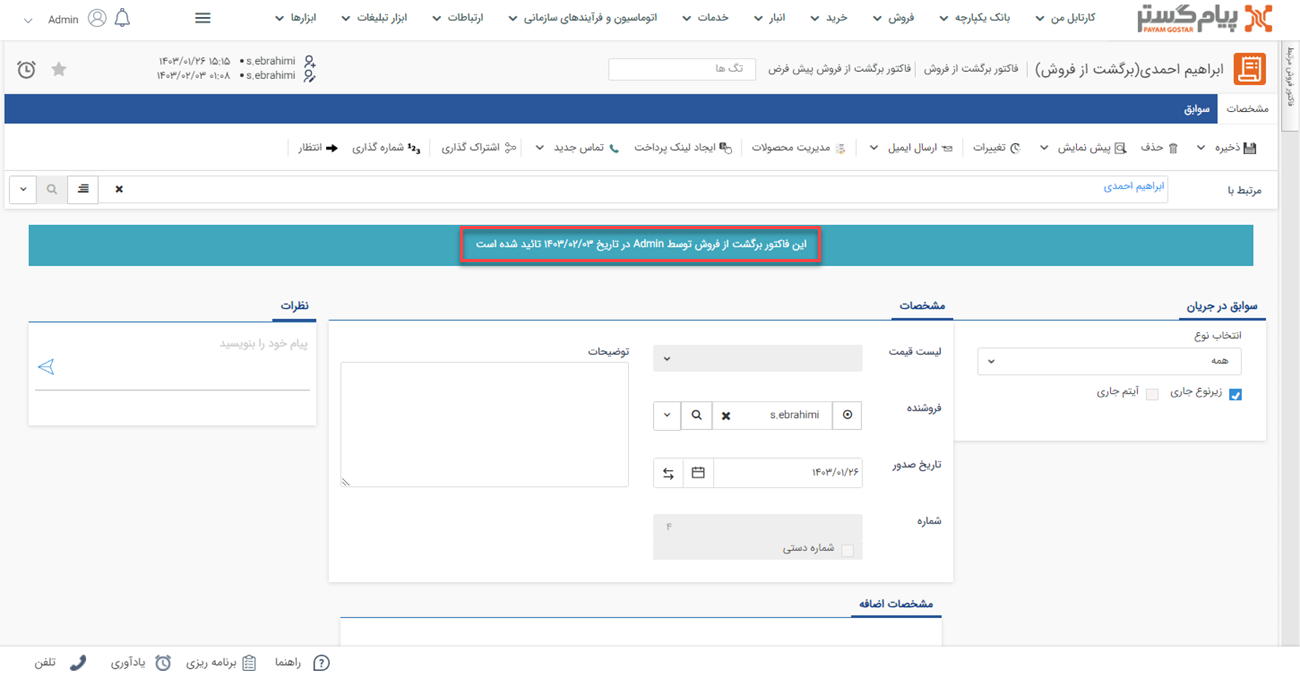 پیام گستر
PAYAM GOSTAR
کارتابل من
بانک یکپارچه
فروش
خرید
انبار
خدمات
اتوماسیون و فرآیندهای سازمانی
ارتباطات
ابزار تبلیغات
ابزارها
Admin
فاکتور فروش مرتبط
ابراهیم احمدی(برگشت از فروش)
فاکتور برگشت از فروش
فاکتور برگشت از فروش پیش فرض
تگ ها
s.ebrahimi • ۱۴۰۳/۰۱/۲۶ ۱۵:۱۵
s.ebrahimi • ۱۴۰۳/۰۲/۰۳ ۰۱:۰۸
مشخصات
سوابق
ذخیره
حذف
پیش نمایش
تغییرات
ارسال ایمیل
مدیریت محصولات
ایجاد لینک پرداخت
تماس جدید
اشتراک گذاری
شماره گذاری
انتظار
مرتبط با
ابراهیم احمدی
این فاکتور برگشت از فروش توسط Admin در تاریخ ۱۴۰۳/۰۲/۰۳ تائید شده است
سوابق در جریان
انتخاب نوع
همه
زیرنوع جاری
آیتم جاری
مشخصات
لیست قیمت
فروشنده
s.ebrahimi
تاریخ صدور
۱۴۰۳/۰۱/۲۶
شماره
۴
شماره دستی
توضیحات
نظرات
پیام خود را بنویسید
مشخصات اضافه
راهنما
برنامه ریزی
یادآوری
تلفن